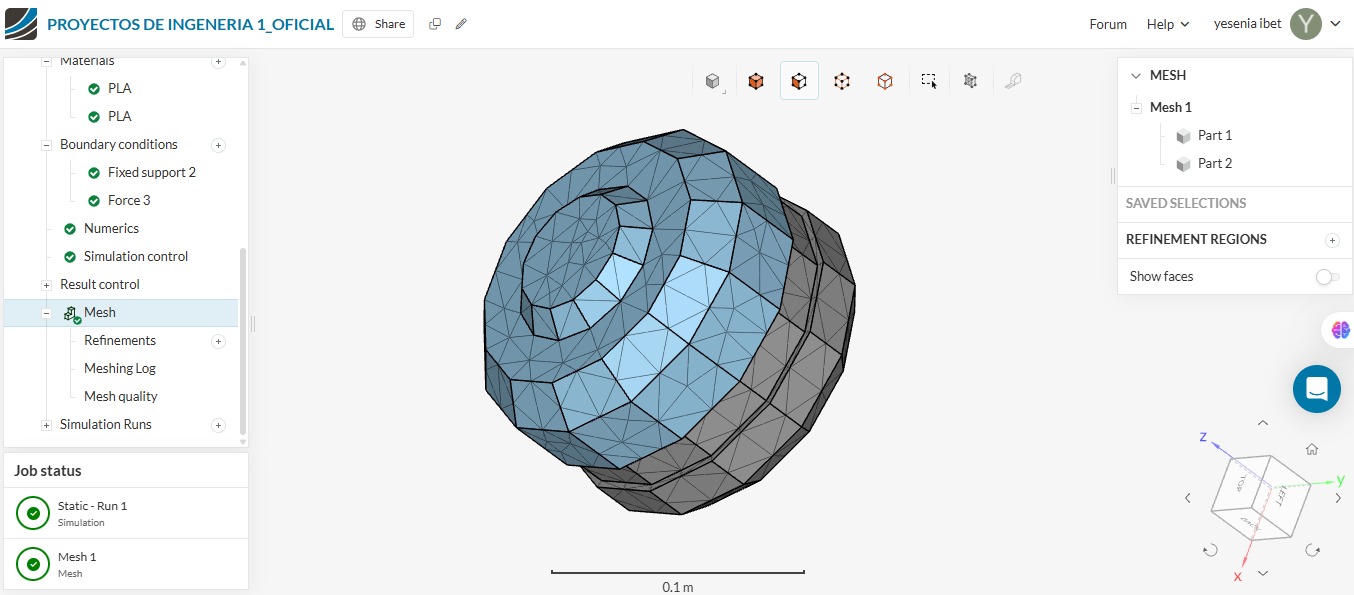 PROYECTOS DE INGENERIA 1_OFICIAL
Share
Forum
Help
yesenia ibet
Y
Materials
PLA
PLA
Boundary conditions
Fixed support 2
Force 3
Numerics
Simulation control
Result control
Mesh
Refinements
Meshing Log
Mesh quality
Simulation Runs
Job status
Static - Run 1
Simulation
Mesh 1
Mesh
0.1 m
MESH
Mesh 1
Part 1
Part 2
SAVED SELECTIONS
REFINEMENT REGIONS
Show faces
Z
Y
X
TOP
LEFT